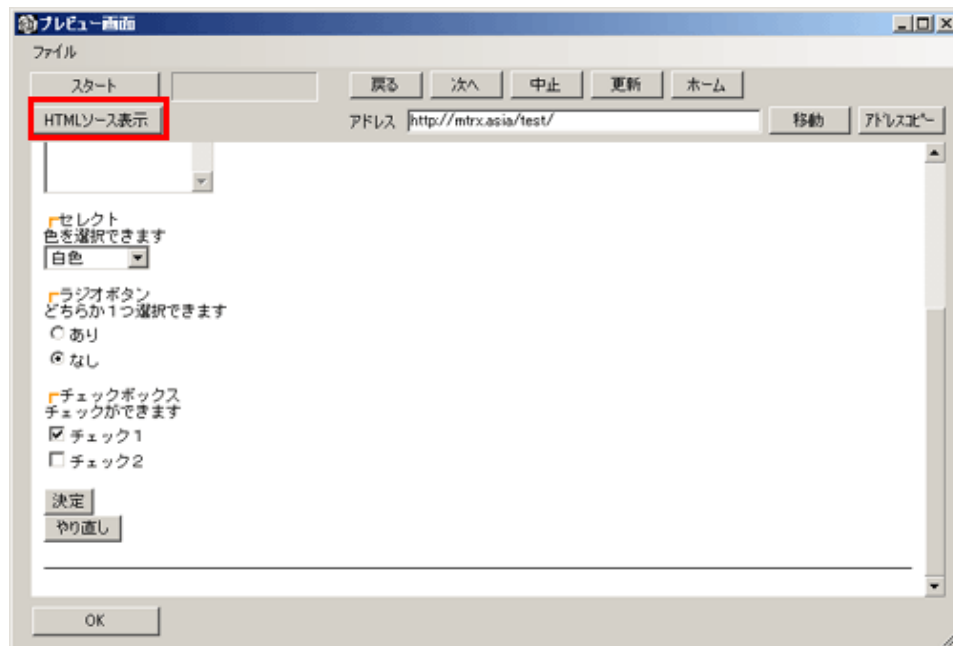 プレビュー画面
ファイル
スタート 戻る 次へ 中止 更新 ホーム
HTMLソース表示 アドレス http://mtrx.asia/test/ 移動 アドレスコピー
┏セレクト
色を選択できます
白色
┏ラジオボタン
どちらか1つ選択できます
あり
なし
┏チェックボックス
チェックができます
チェック1
チェック2
決定
やり直し
OK